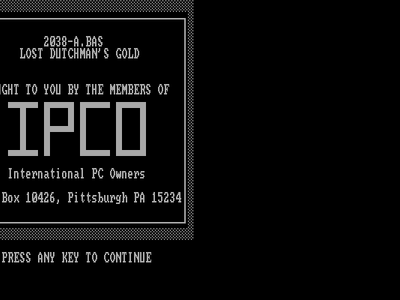 2038-A.BAS
LOST DUTCHMAN'S GOLD
GHT TO YOU BY THE MEMBERS OF
IPCO
International PC Owners
Box 10426, Pittsburgh PA 15234
PRESS ANY KEY TO CONTINUE